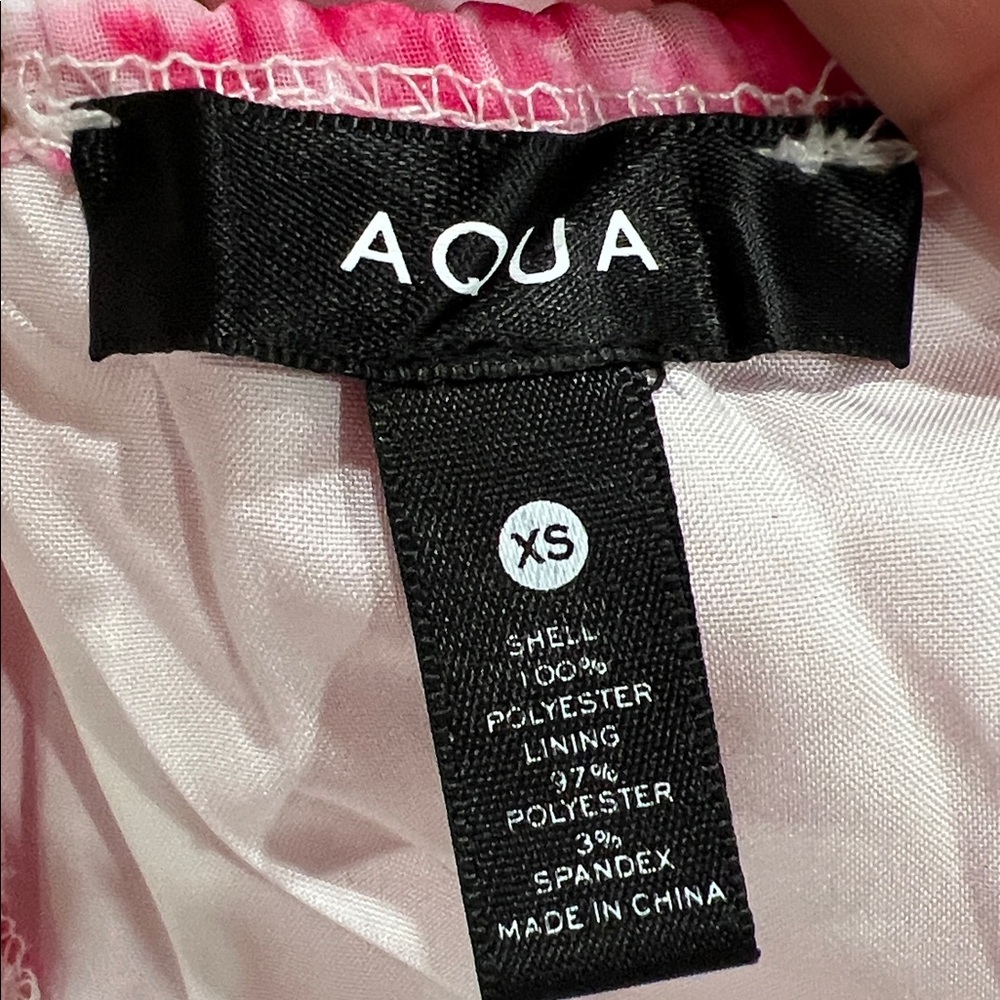 AQUA
XS
SHELL
100%
POLYESTER
LINING
97%
POLYESTER
3%
SPANDEX
MADE IN CHINA